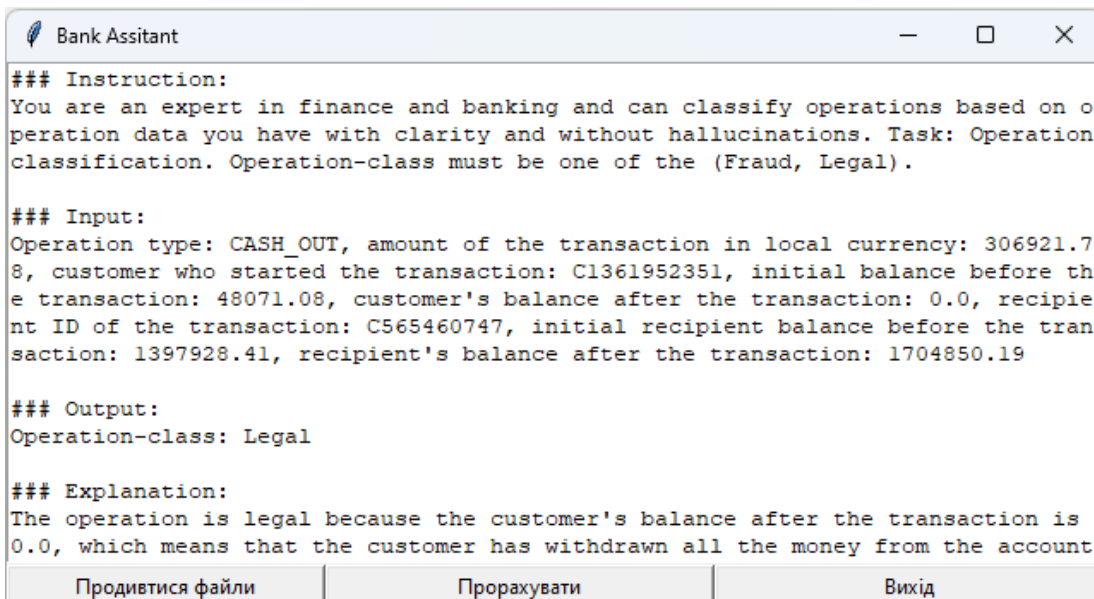 Bank Assitant
### Instruction:
You are an expert in finance and banking and can classify operations based on o
peration data you have with clarity and without hallucinations. Task: Operation
classification. Operation-class must be one of the (Fraud, Legal).
### Input:
Operation type: CASH_OUT, amount of the transaction in local currency: 306921.7
8, customer who started the transaction: C1361952351, initial balance before th
e transaction: 48071.08, customer's balance after the transaction: 0.0, recipie
nt ID of the transaction: C565460747, initial recipient balance before the tran
saction: 1397928.41, recipient's balance after the transaction: 1704850.19
### Output:
Operation-class: Legal
### Explanation:
The operation is legal because the customer's balance after the transaction is
0.0, which means that the customer has withdrawn all the money from the account
Продивтися файли Прорахувати Вихід